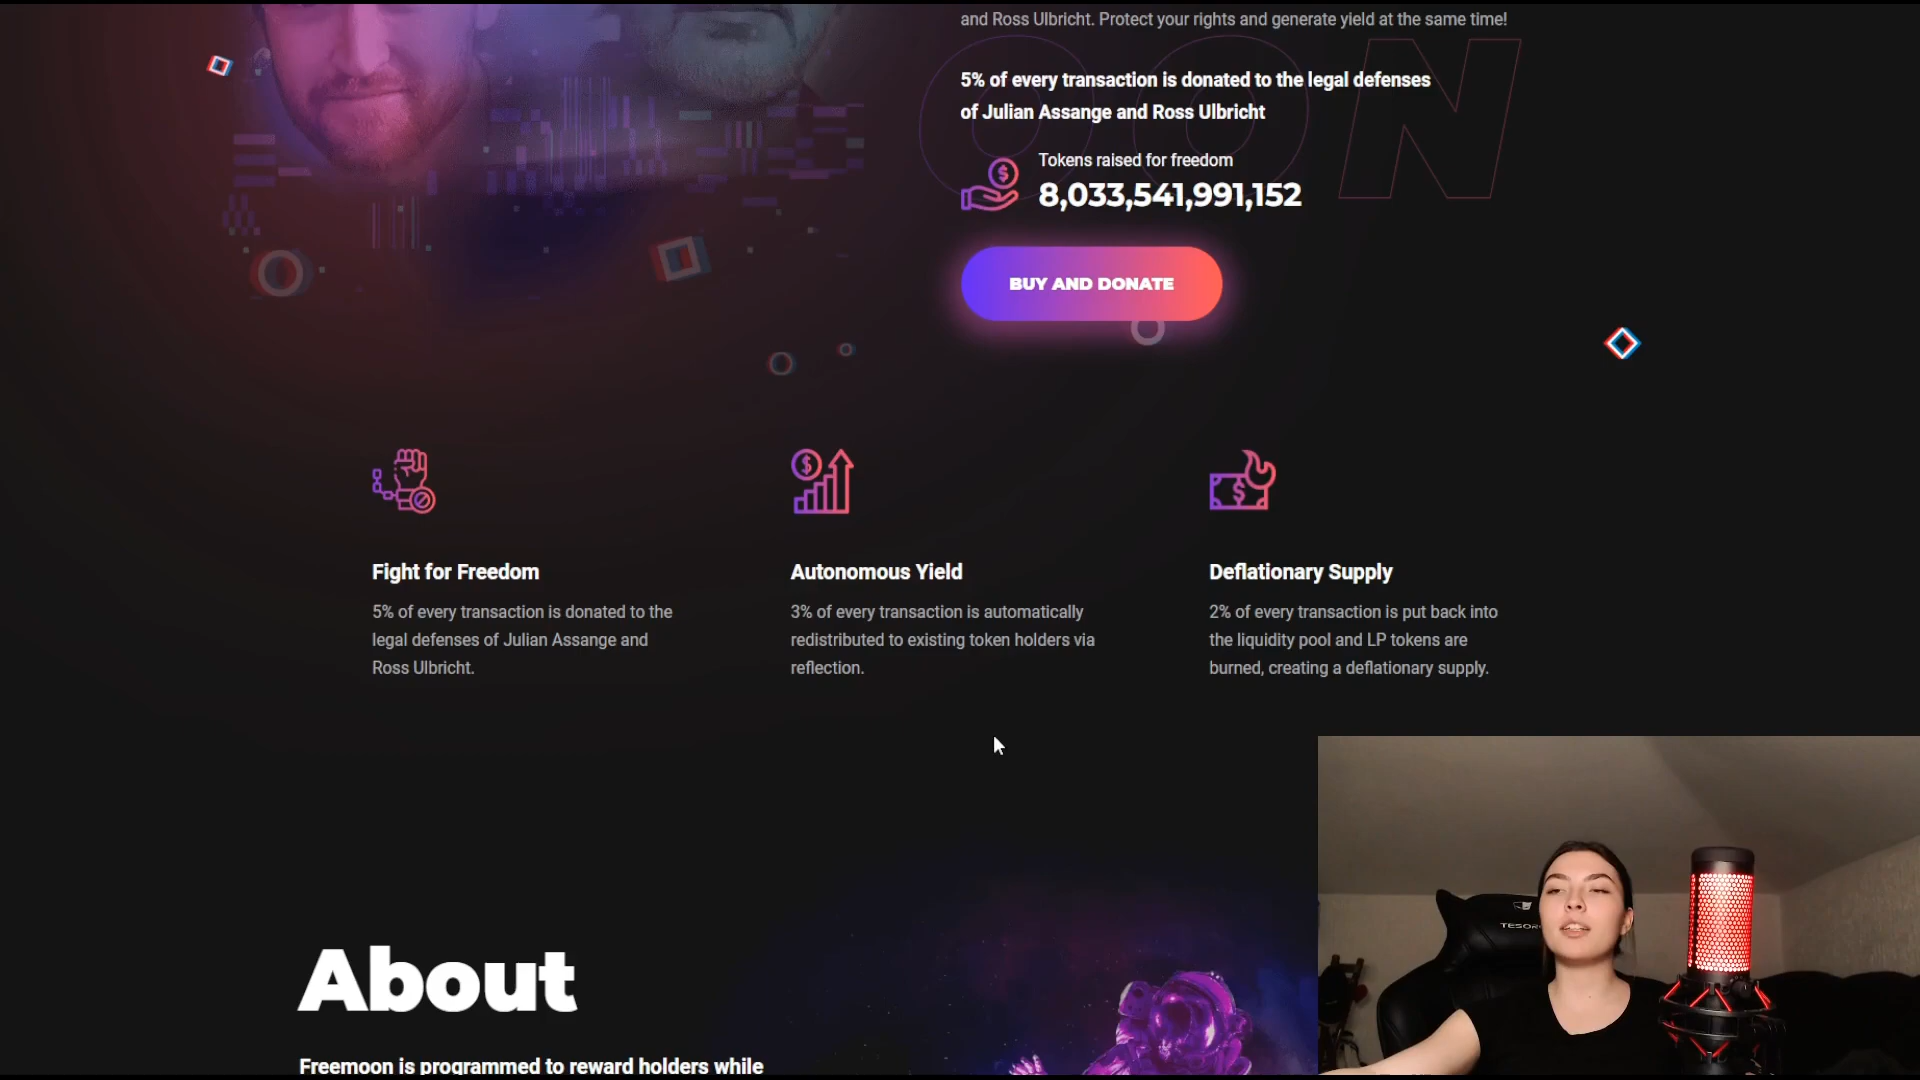 and Ross Ulbricht. Protect your rights and generate yield at the same time!
OON
5% of every transaction is donated to the legal defenses
of Julian Assange and Ross Ulbricht
Tokens raised for freedom
8,033,541,991,152
BUY AND DONATE
Fight for Freedom
5% of every transaction is donated to the
legal defenses of Julian Assange and
Ross Ulbricht.
Autonomous Yield
3% of every transaction is automatically
redistributed to existing token holders via
reflection.
Deflationary Supply
2% of every transaction is put back into
the liquidity pool and LP tokens are
burned, creating a deflationary supply.
About
Freemoon is programmed to reward holders while